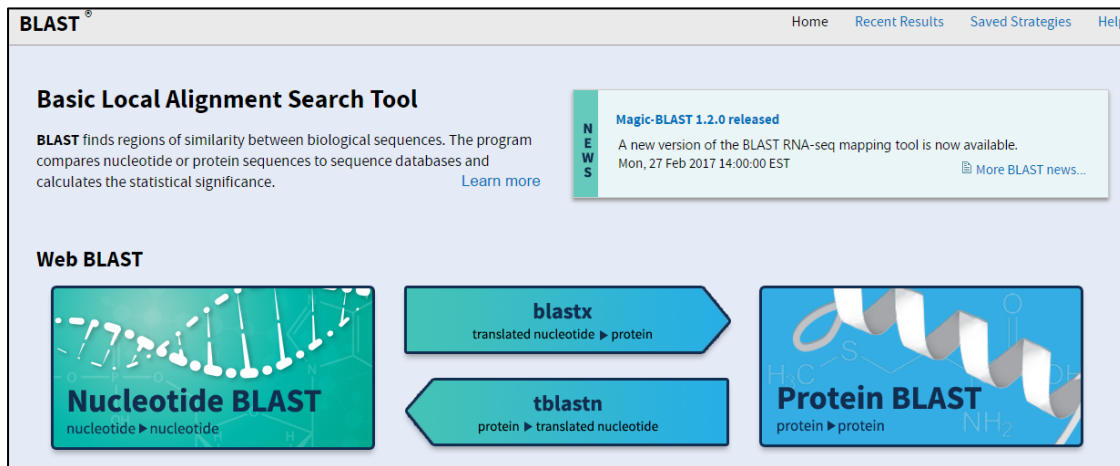 BLAST ®
Home Recent Results Saved Strategies
Basic Local Alignment Search Tool
BLAST finds regions of similarity between biological sequences. The program
compares nucleotide or protein sequences to sequence databases and
calculates the statistical significance. Learn more
NEWS
Magic-BLAST 1.2.0 released
A new version of the BLAST RNA-seq mapping tool is now available.
Mon, 27 Feb 2017 14:00:00 EST
More BLAST news...
Web BLAST
Nucleotide BLAST
nucleotide ▶ nucleotide
blastx
translated nucleotide ▶ protein
tblastn
protein ▶ translated nucleotide
O
S
H₃C
OH
NH₂
Protein BLAST
protein ▶ protein